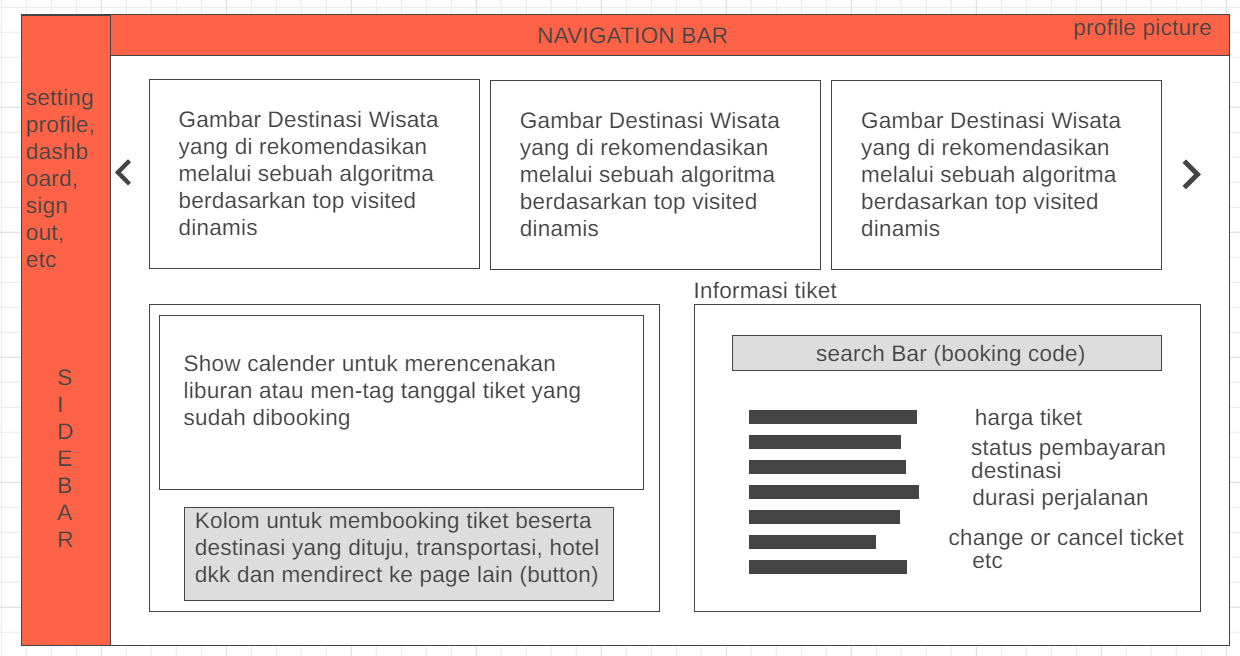 NAVIGATION BAR
profile picture
setting
profile,
dashb
oard,
sign
out,
etc
S
I
D
E
B
A
R
Gambar Destinasi Wisata
yang di rekomendasikan
melalui sebuah algoritma
berdasarkan top visited
dinamis
Gambar Destinasi Wisata
yang di rekomendasikan
melalui sebuah algoritma
berdasarkan top visited
dinamis
Gambar Destinasi Wisata
yang di rekomendasikan
melalui sebuah algoritma
berdasarkan top visited
dinamis
Show calender untuk merencenakan
liburan atau men-tag tanggal tiket yang
sudah dibooking
Kolom untuk membooking tiket beserta
destinasi yang dituju, transportasi, hotel
dkk dan mendirect ke page lain (button)
Informasi tiket
search Bar (booking code)
harga tiket
status pembayaran
destinasi
durasi perjalanan
change or cancel ticket
etc